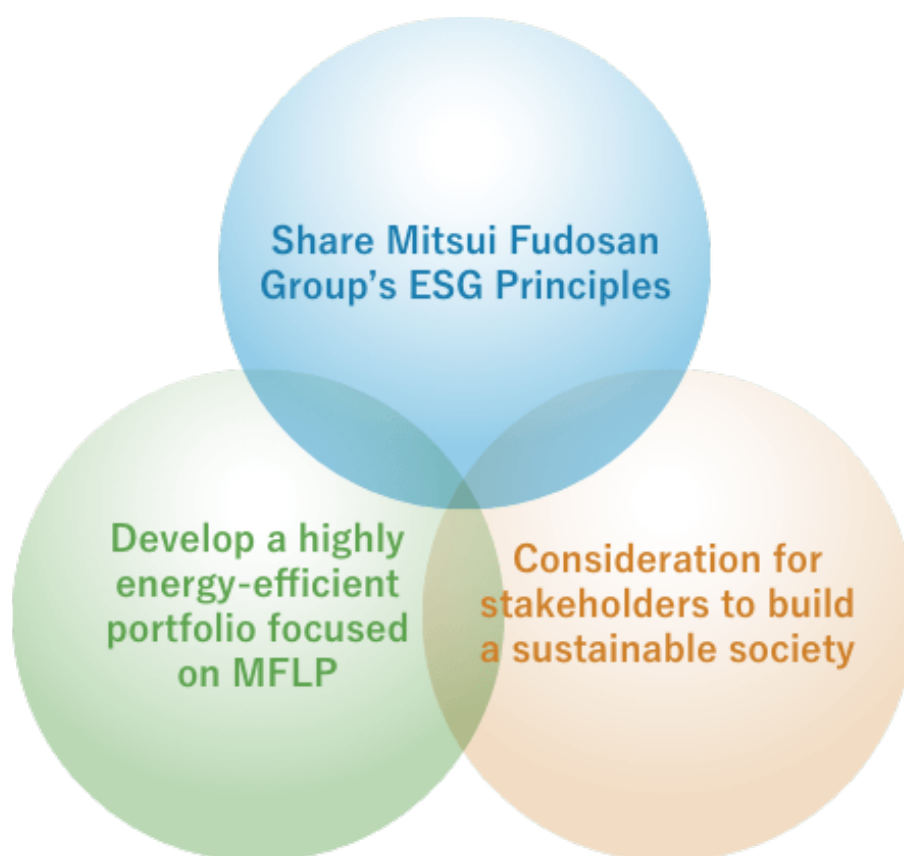 Share Mitsui Fudosan
Group's ESG Principles
Develop a highly
energy-efficient
portfolio focused
on MFLP
Consideration for
stakeholders to build
a sustainable society